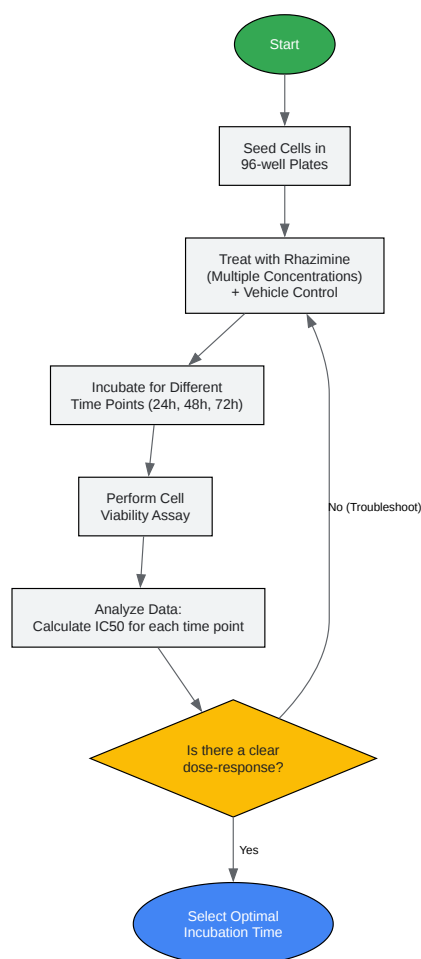 Start
Seed Cells in
96-well Plates
Treat with Rhazimine
(Multiple Concentrations)
+ Vehicle Control
Incubate for Different
Time Points (24h, 48h, 72h)
Perform Cell
Viability Assay
No (Troubleshoot)
Analyze Data:
Calculate IC50 for each time point
Is there a clear
dose-response?
Yes
Select Optimal
Incubation Time